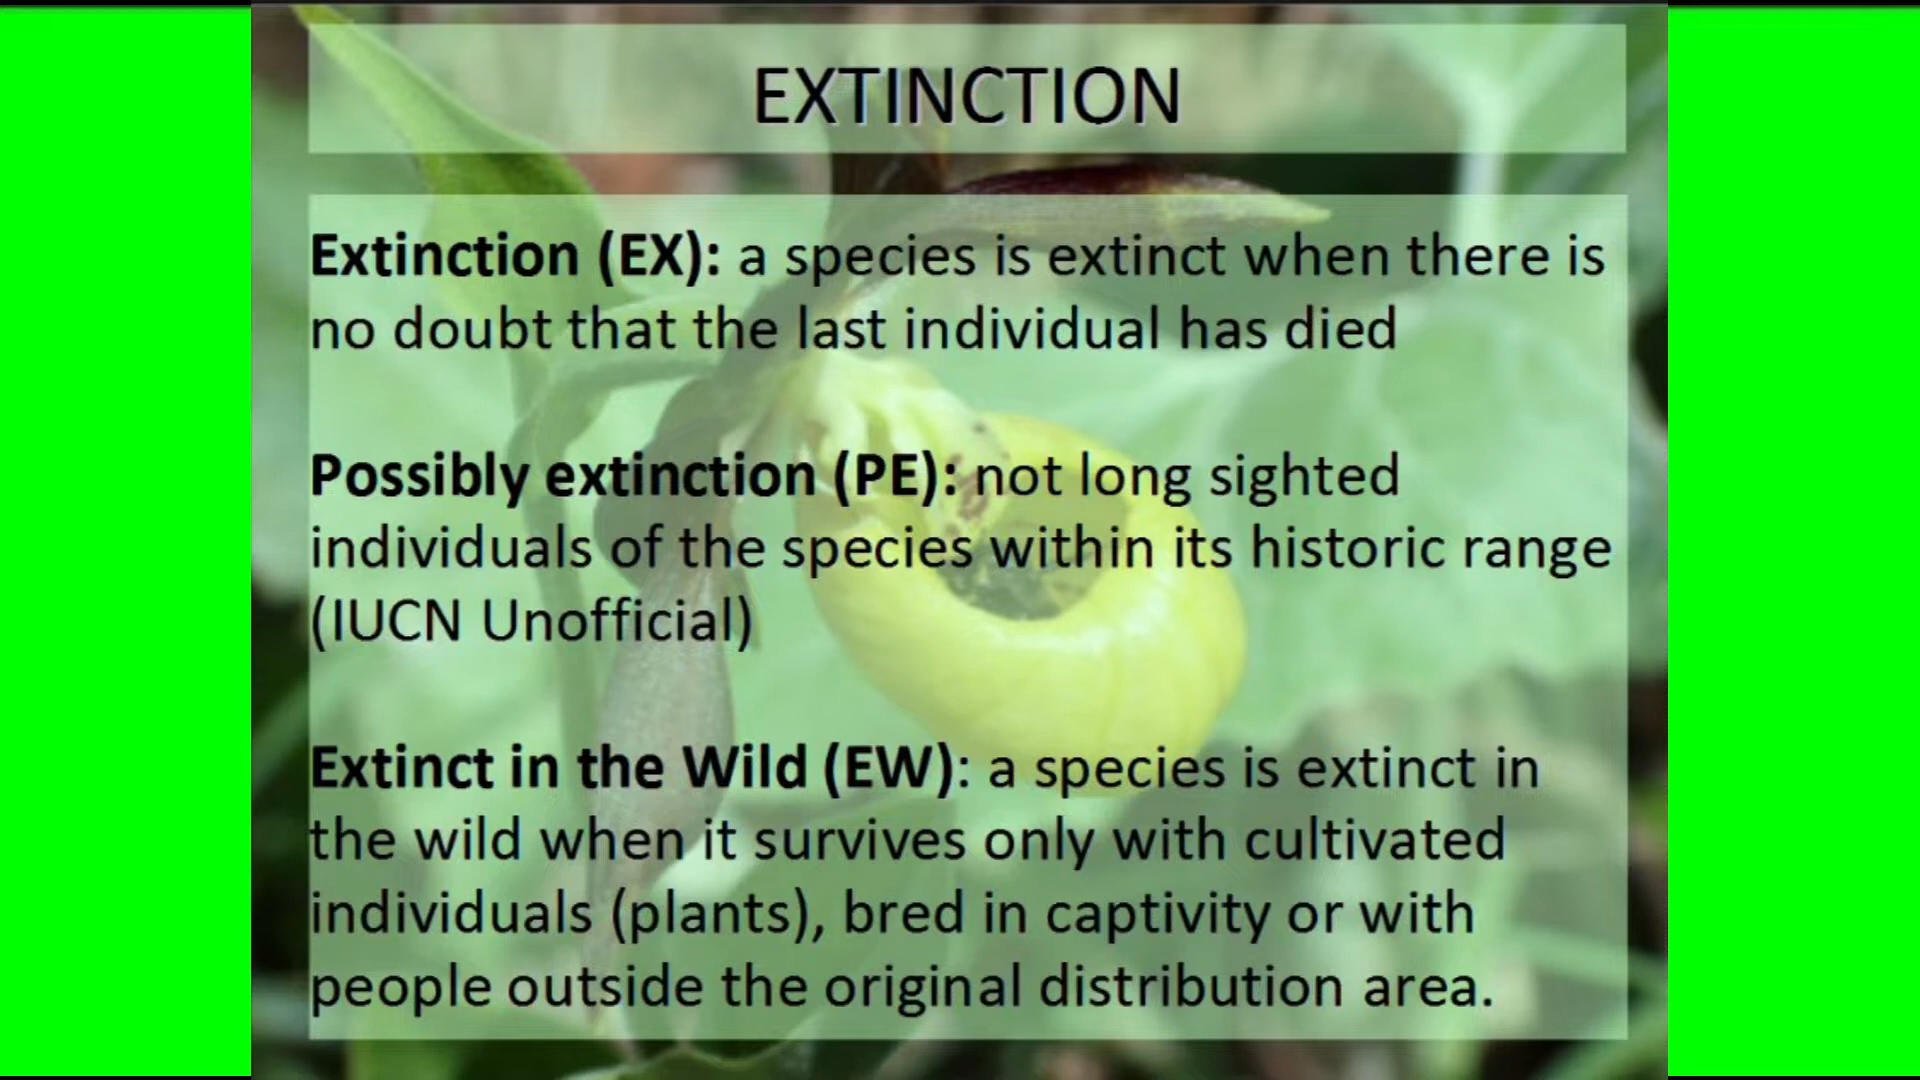 EXTINCTION
Extinction (EX): a species is extinct when there is
no doubt that the last individual has died
Possibly extinction (PE): not long sighted
individuals of the species within its historic range
(IUCN Unofficial)
Extinct in the Wild (EW): a species is extinct in
the wild when it survives only with cultivated
individuals (plants), bred in captivity or with
people outside the original distribution area.